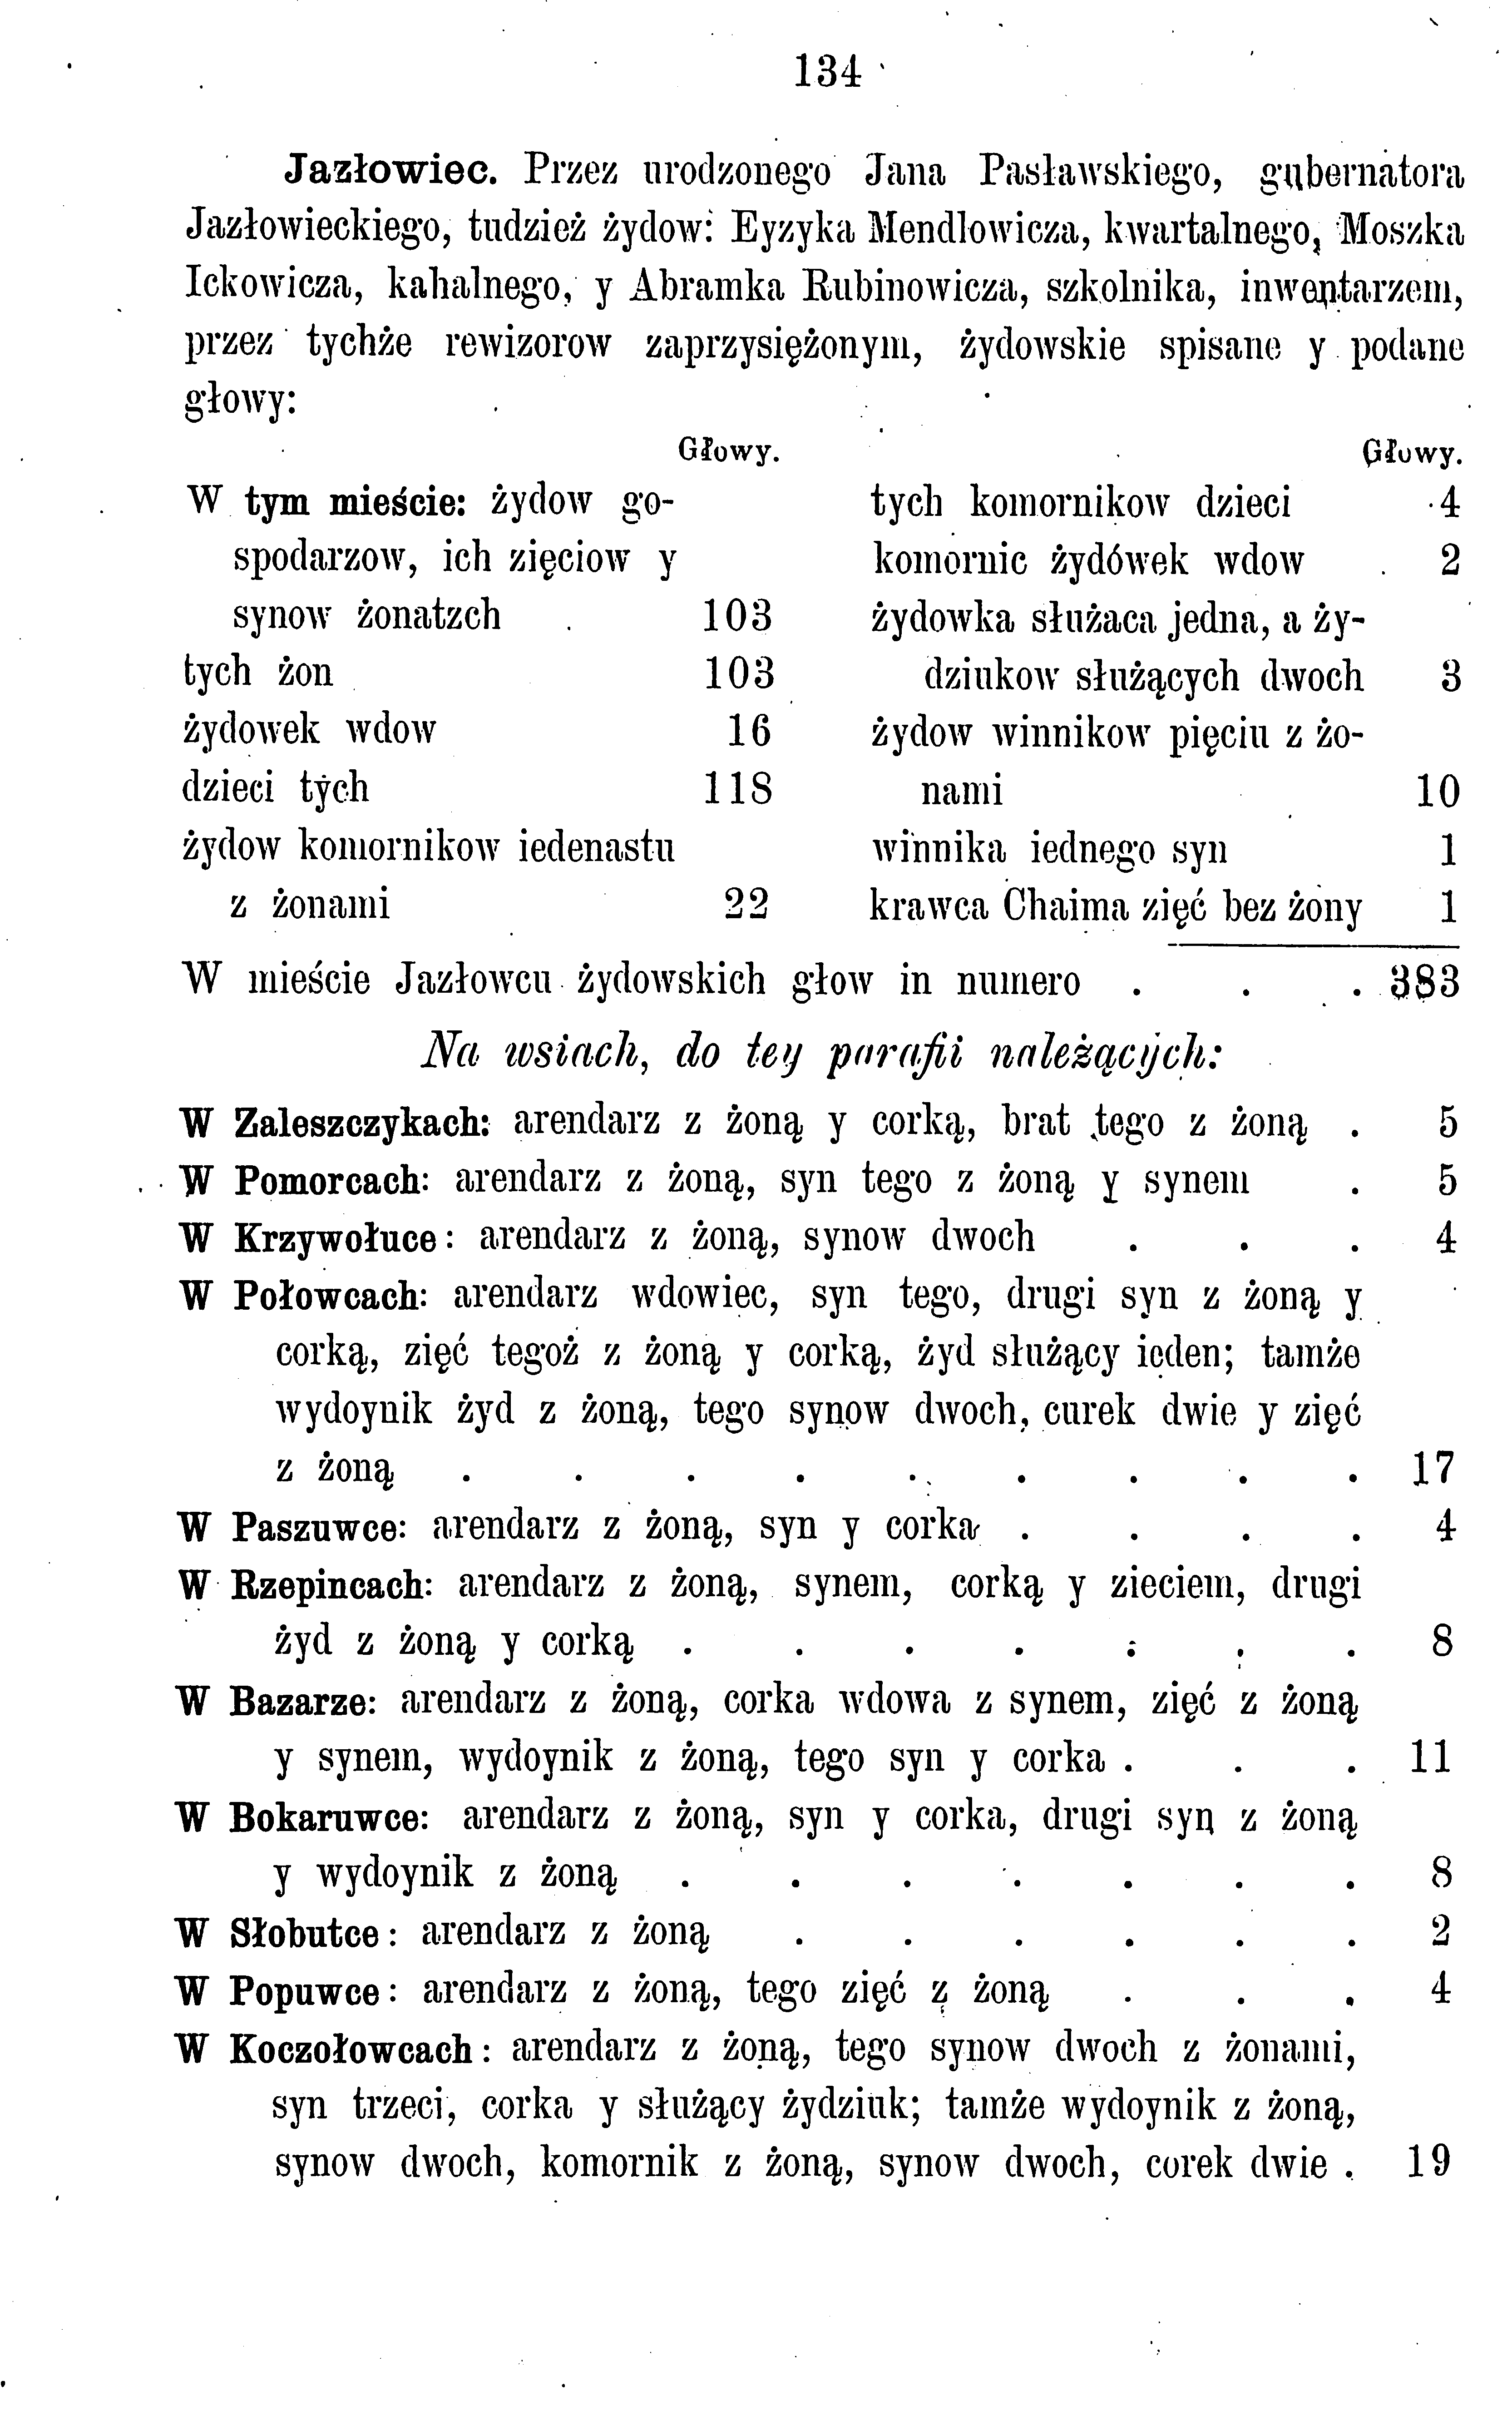 134
Jazłowiec. Przez urodzonego Jana Pasławskiego, gubernatora
Jazłowieckiego, tudzież żydow: Eyzyka Mendlowicza, kwartalnego, Moszka
Ickowicza, kahalnego, y Abramka Rubinowicza, szkolnika, inwentarzem,
przez tychże rewizorow zaprzysiężonym, żydowskie spisane y podane
głowy:
Głowy.
W tym mieście: żydow go-
spodarzow, ich zięciow y
synow żonatzch . 103
tych żon 103
żydowek wdow 16
dzieci tych 118
żydow komornikow iedenastu
z żonami 22
Głowy.
tych komornikow dzieci 4
komornic żydówek wdow . 2
żydowka służaca jedna, a ży-
dziukow służących dwoch 3
żydow winnikow pięciu z żo-
nami 10
winnika iednego syn 1
krawca Chaima zięć bez żony 1
W mieście Jazłowcu żydowskich głow in numero . . . 383
Na wsiach, do tey parafii należących:
W Zaleszczykach: arendarz z żoną y corką, brat tego z żoną . 5
W Pomorcach: arendarz z żoną, syn tego z żoną y synem . 5
W Krzywołuce: arendarz z żoną, synow dwoch . . . 4
W Połowcach: arendarz wdowiec, syn tego, drugi syn z żoną y
corką, zięć tegoż z żoną y corką, żyd służący ieden; tamże
wydoynik żyd z żoną, tego synow dwoch, curek dwie y zięć
z żoną . . . . . . . . . 17
W Paszuwce: arendarz z żoną, syn y corka . . . . 4
W Rzepincach: arendarz z żoną, synem, corką y zieciem, drugi
żyd z żoną y corką . . . . . . . 8
W Bazarze: arendarz z żoną, corka wdowa z synem, zięć z żoną
y synem, wydoynik z żoną, tego syn y corka . . . 11
W Bokaruwce: arendarz z żoną, syn y corka, drugi syn z żoną
y wydoynik z żoną . . . . . . . 8
W Słobutce: arendarz z żoną . . . . . . 2
W Popuwce: arendarz z żoną, tego zięć z żoną . . . 4
W Koczołowcach: arendarz z żoną, tego synow dwoch z żonami,
syn trzeci, corka y służący żydziuk; tamże wydoynik z żoną,
synow dwoch, komornik z żoną, synow dwoch, corek dwie . 19